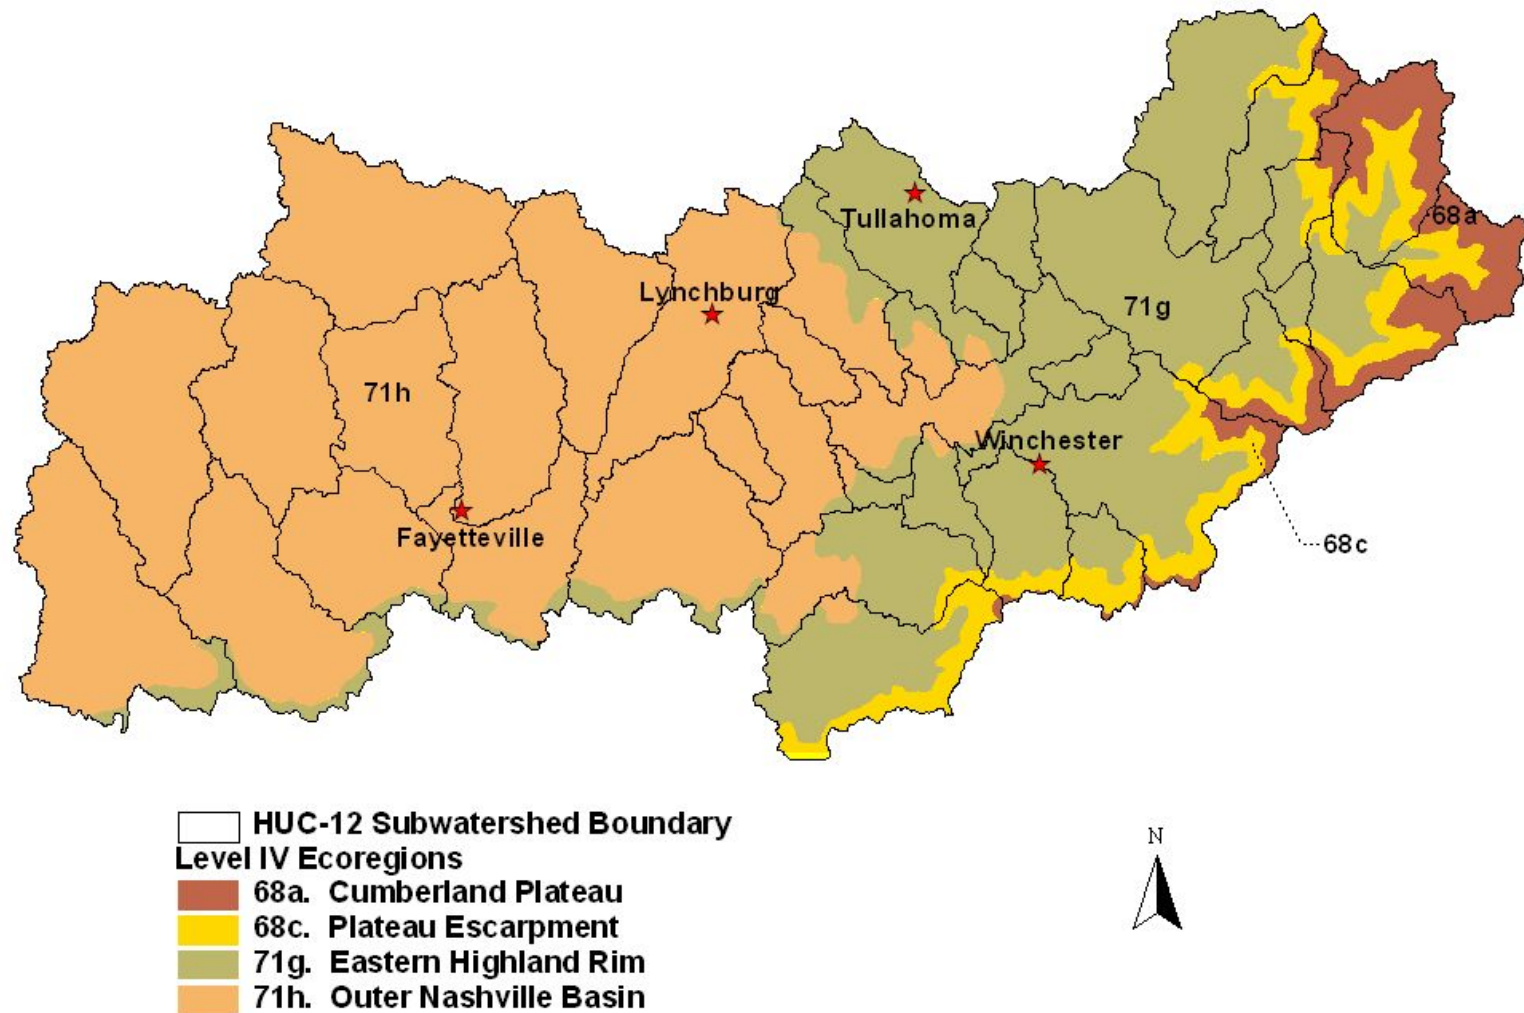 Tullahoma
68a
Lynchburg
71g
71h
Winchester
Fayetteville
68c
HUC-12 Subwatershed Boundary
Level IV Ecoregions
68a. Cumberland Plateau
68c. Plateau Escarpment
71g. Eastern Highland Rim
71h. Outer Nashville Basin
N